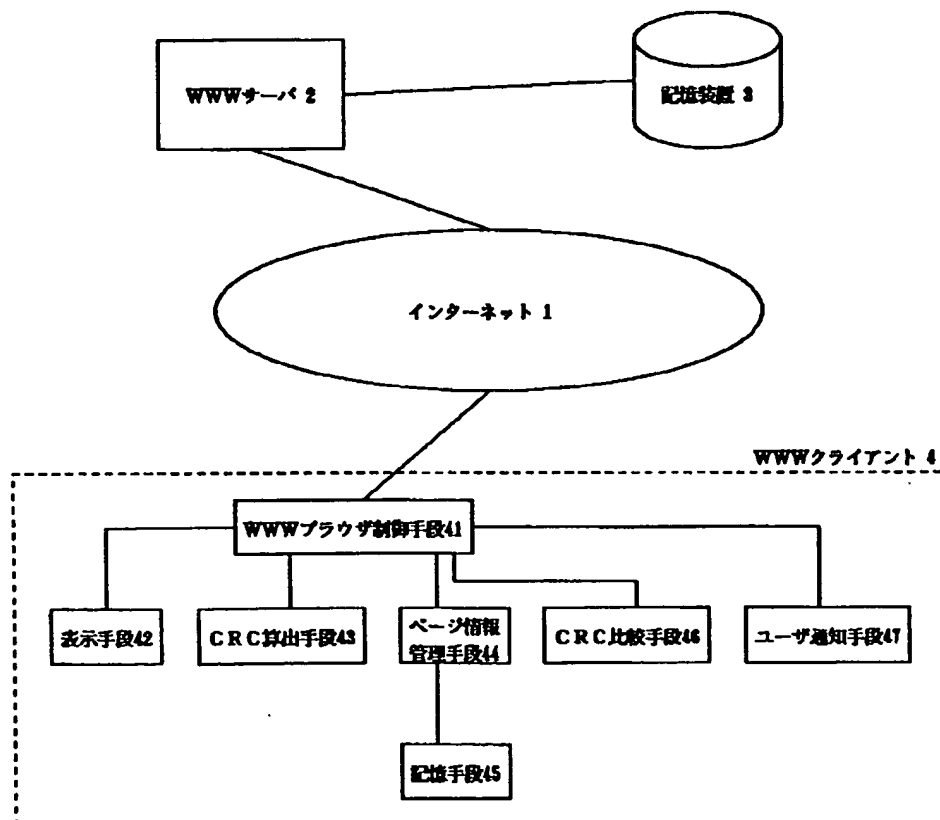 WWWサーバ 2
記憶装置 3
インターネット 1
WWWクライアント 4
WWWブラウザ制御手段41
表示手段42
CRC算出手段43
ページ情報
管理手段44
CRC比較手段46
ユーザ通知手段47
記憶手段45